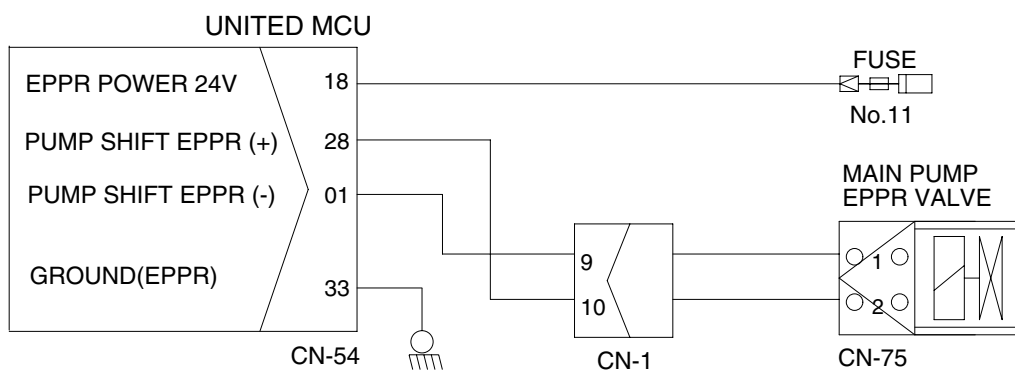 UNITED MCU
EPPR POWER 24V
18
FUSE
No.11
PUMP SHIFT EPPR (+)
28
PUMP SHIFT EPPR (-)
01
MAIN PUMP
EPPR VALVE
9
1
GROUND(EPPR)
33
10
2
CN-54
CN-1
CN-75